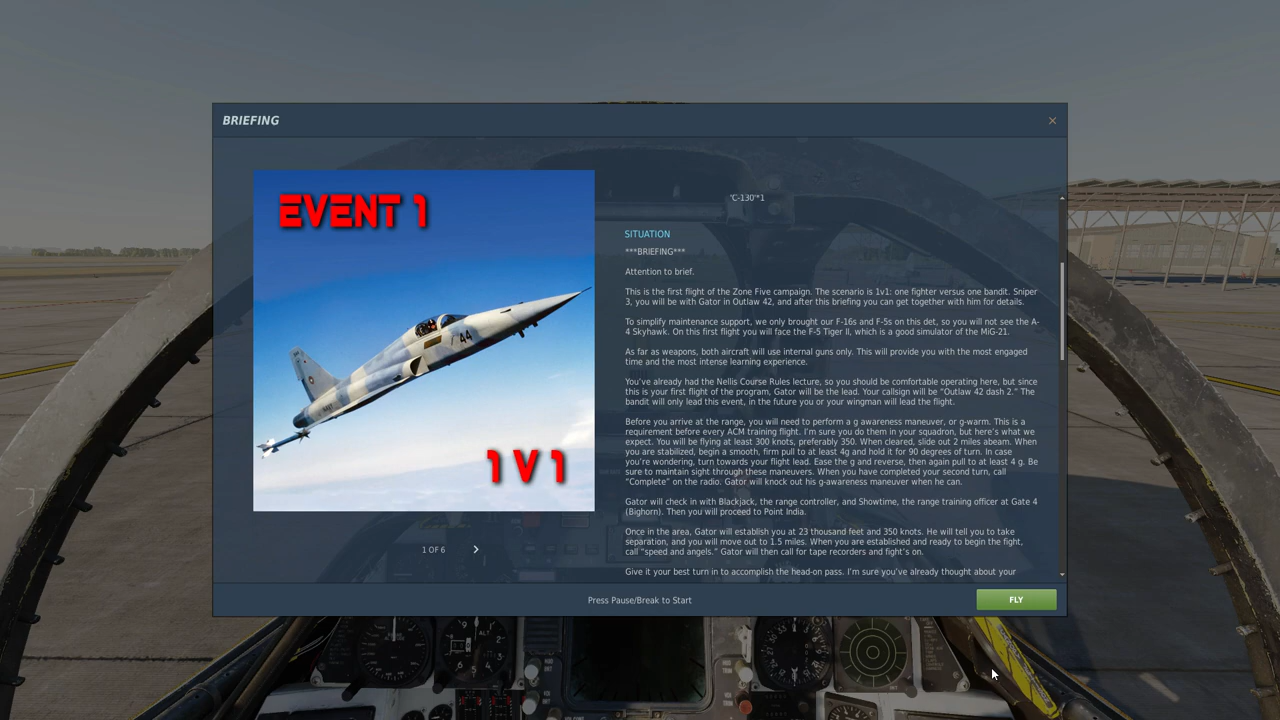 BRIEFING
EVENT 1
44
1 V 1
1 OF 6
'C-130'*1
SITUATION
***BRIEFING***
Attention to brief.
This is the first flight of the Zone Five campaign. The scenario is 1v1: one fighter versus one bandit. Sniper
3, you will be with Gator in Outlaw 42, and after this briefing you can get together with him for details.
To simplify maintenance support, we only brought our F-16s and F-5s on this det, so you will not see the A-
4 Skyhawk. On this first flight you will face the F-5 Tiger II, which is a good simulator of the MiG-21.
As far as weapons, both aircraft will use internal guns only. This will provide you with the most engaged
time and the most intense learning experience.
You've already had the Nellis Course Rules lecture, so you should be comfortable operating here, but since
this is your first flight of the program, Gator will be the lead. Your callsign will be "Outlaw 42 dash 2." The
bandit will only lead this event, in the future you or your wingman will lead the flight.
Before you arrive at the range, you will need to perform a g awareness maneuver, or g-warm. This is a
requirement before every ACM training flight. I'm sure you do them in your squadron, but here's what we
expect. You will be flying at least 300 knots, preferably 350. When cleared, slide out 2 miles abeam. When
you are stabilized, begin a smooth, firm pull to at least 4g and hold it for 90 degrees of turn. In case
you're wondering, turn towards your flight lead. Ease the g and reverse, then again pull to at least 4 g. Be
sure to maintain sight through these maneuvers. When you have completed your second turn, call
"Complete" on the radio. Gator will knock out his g-awareness maneuver when he can.
Gator will check in with Blackjack, the range controller, and Showtime, the range training officer at Gate 4
(Bighorn). Then you will proceed to Point India.
Once in the area, Gator will establish you at 23 thousand feet and 350 knots. He will tell you to take
separation, and you will move out to 1.5 miles. When you are established and ready to begin the fight,
call "speed and angels." Gator will then call for tape recorders and fight's on.
Give it your best turn in to accomplish the head-on pass. I'm sure you've already thought about your
Press Pause/Break to Start
FLY
ALT